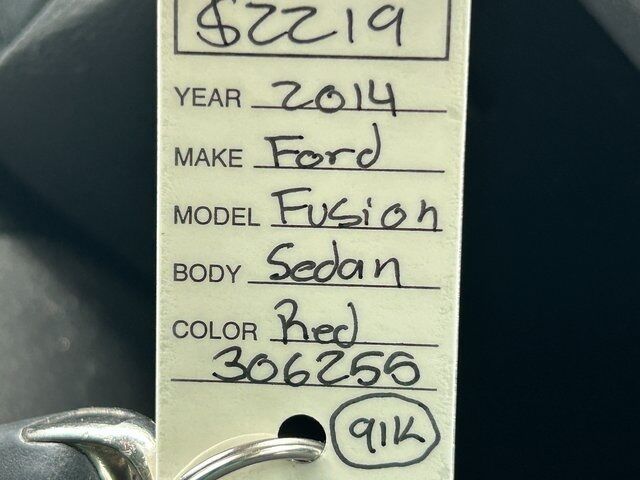 $2219
YEAR 2014
MAKE Ford
MODEL Fusion
BODY Sedan
COLOR Red
306255
91K